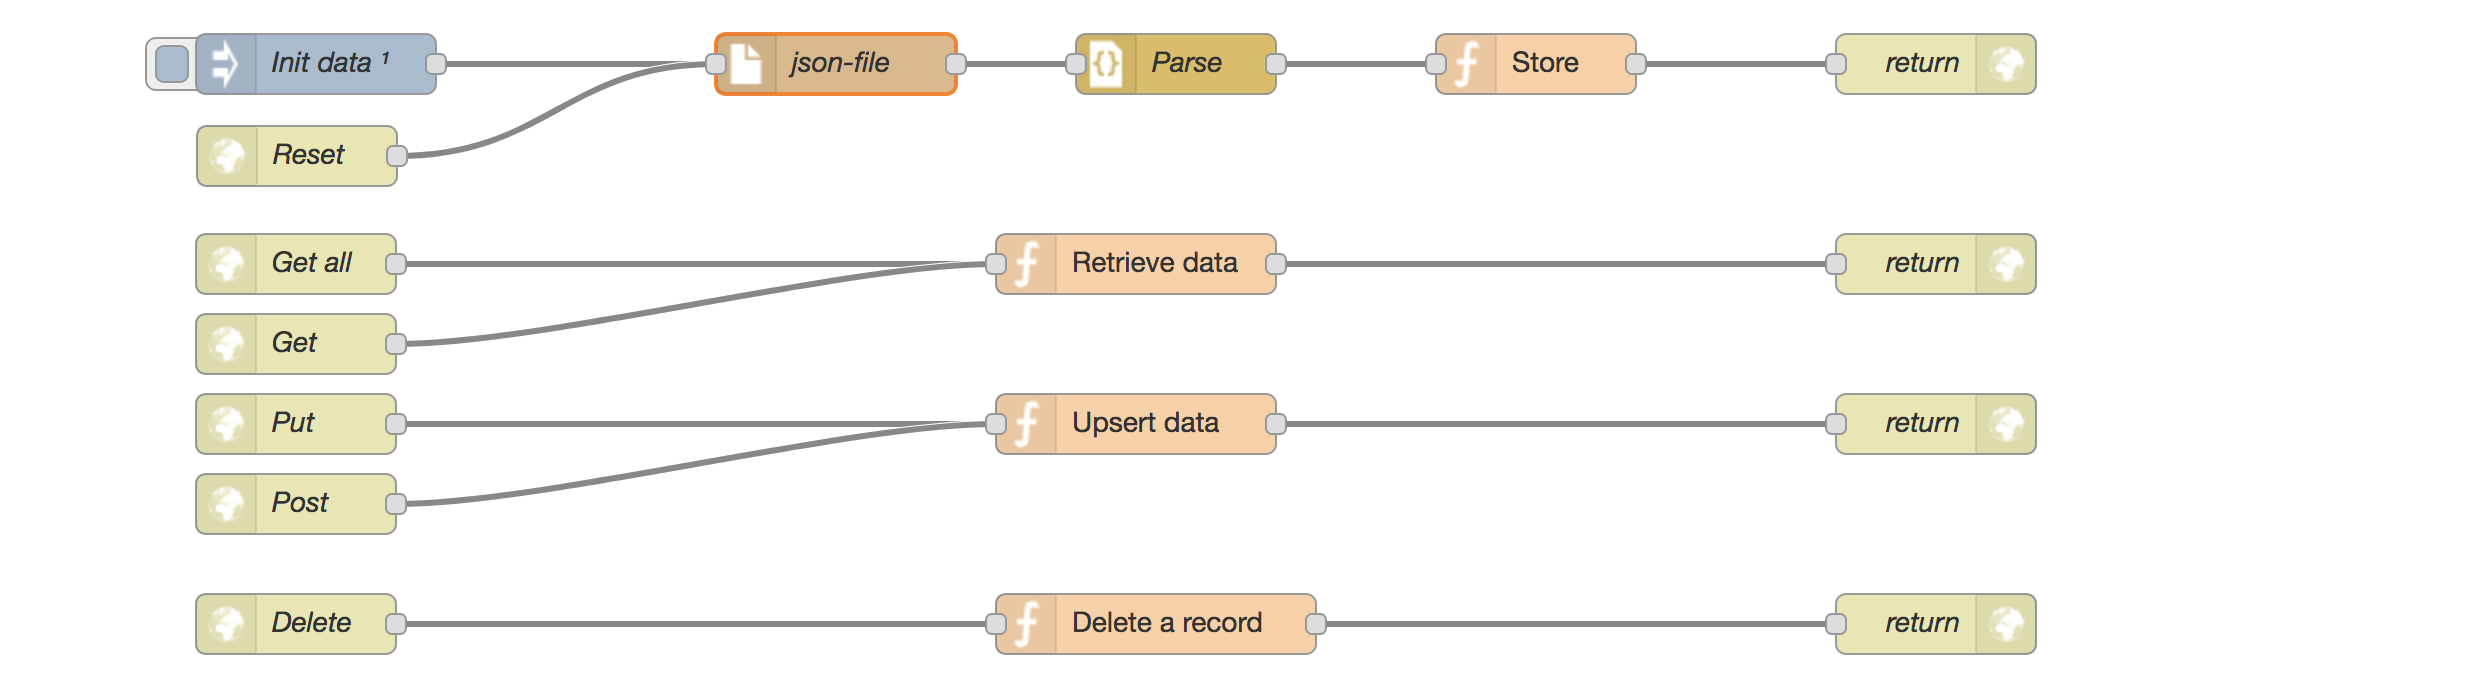 Init data ¹
json-file
Parse
Store
return
Reset
Get all
Retrieve data
return
Get
Put
Upsert data
return
Post
Delete
Delete a record
return